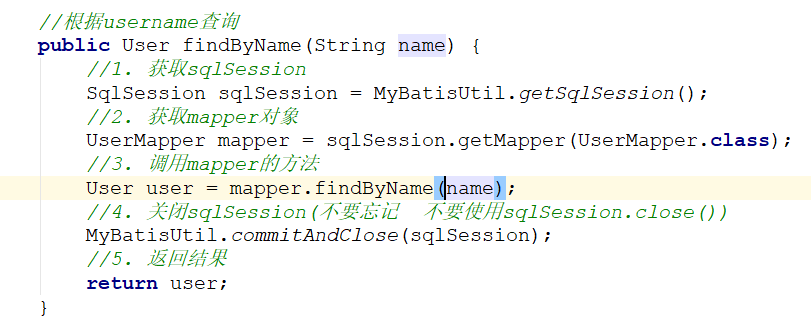 //根据username查询
public User findByName(String name) {
//1. 获取sqlSession
SqlSession sqlSession = MyBatisUtil.getSqlSession();
//2. 获取mapper对象
UserMapper mapper = sqlSession.getMapper(UserMapper.class);
//3. 调用mapper的方法
User user = mapper.findByName(name);
//4. 关闭sqlSession(不要忘记  不要使用sqlSession.close())
MyBatisUtil.commitAndClose(sqlSession);
//5. 返回结果
return user;
}